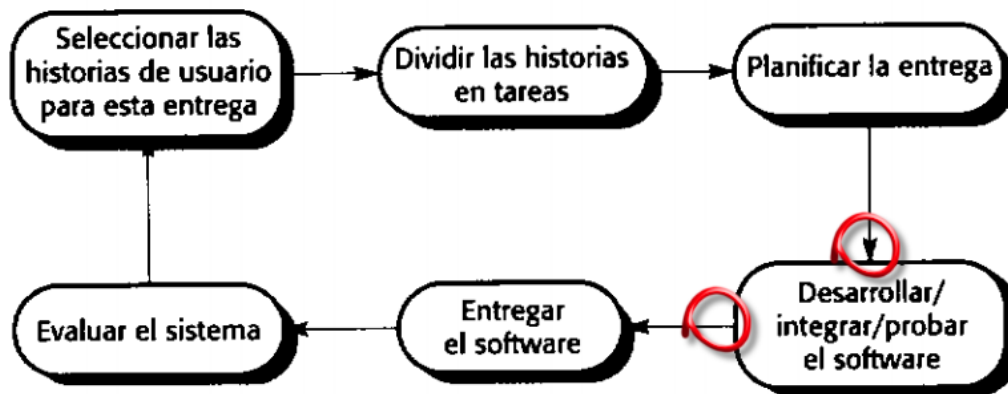 Seleccionar las
historias de usuario
para esta entrega
Dividir las historias
en tareas
Planificar la entrega
Desarrollar/
integrar/probar
el software
Entregar
el software
Evaluar el sistema